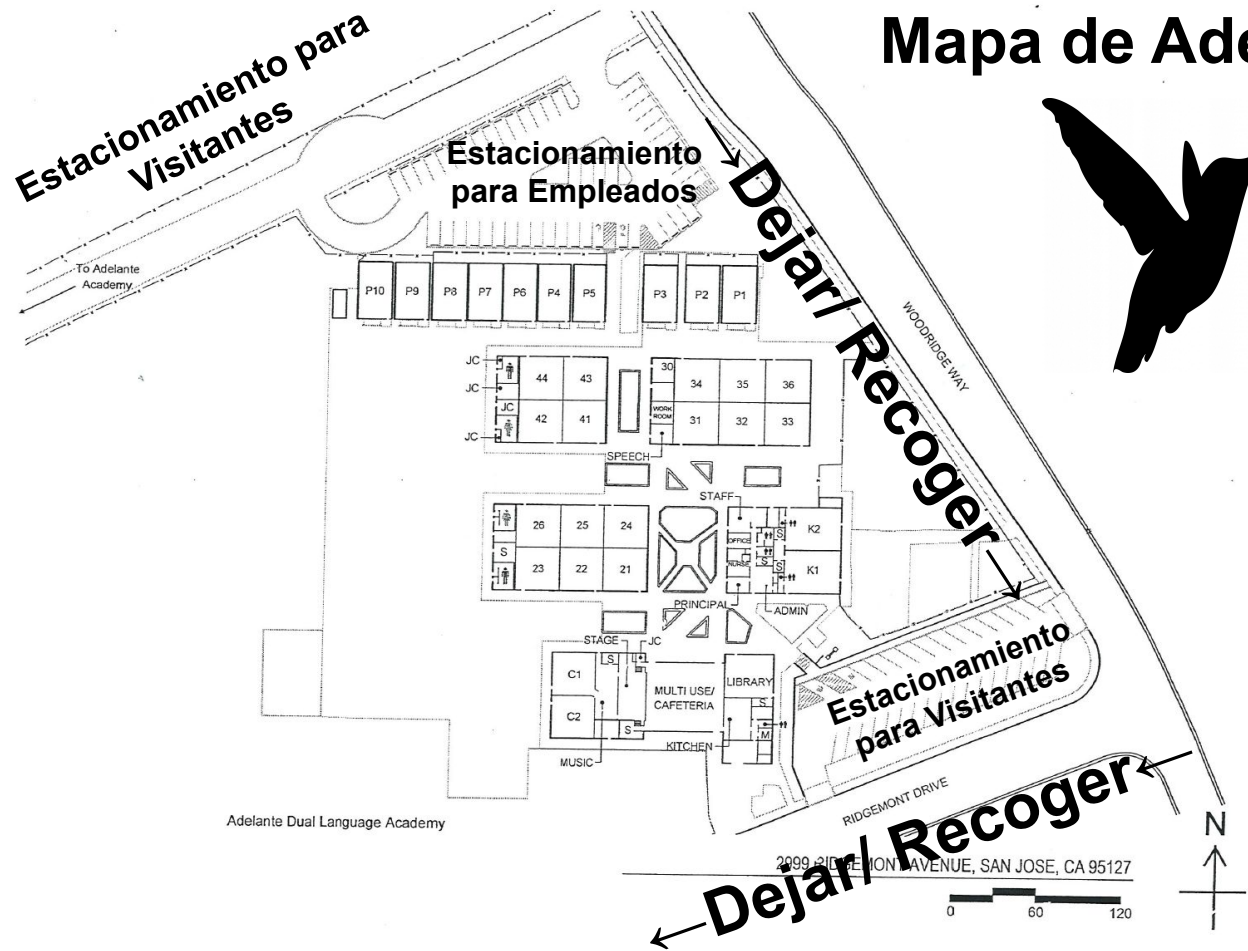 Mapa de Ade
Estacionamiento para
Visitantes
Estacionamiento
para Empleados
Dejar/ Recoger
WOODRIDGE WAY
To Adelante
Academy
P10 P9 P8 P7 P6 P4 P5 P3 P2 P1
JC
JC
JC
JC
44 43
42 41
30 34 35 36
WORK
ROOM
31 32 33
SPEECH
STAFF
26 25 24
S
23 22 21
OFFICE
NURSE
S
S
S
K2
K1
PRINCIPAL
ADMIN
STAGE
JC
S
C1
C2
MULTI USE/
CAFETERIA
LIBRARY
S
S
M
KITCHEN
MUSIC
Estacionamiento
para Visitantes
RIDGEMONT DRIVE
Dejar/ Recoger
Adelante Dual Language Academy
2999 RIDGEMONT AVENUE, SAN JOSE, CA 95127
0 60 120
N